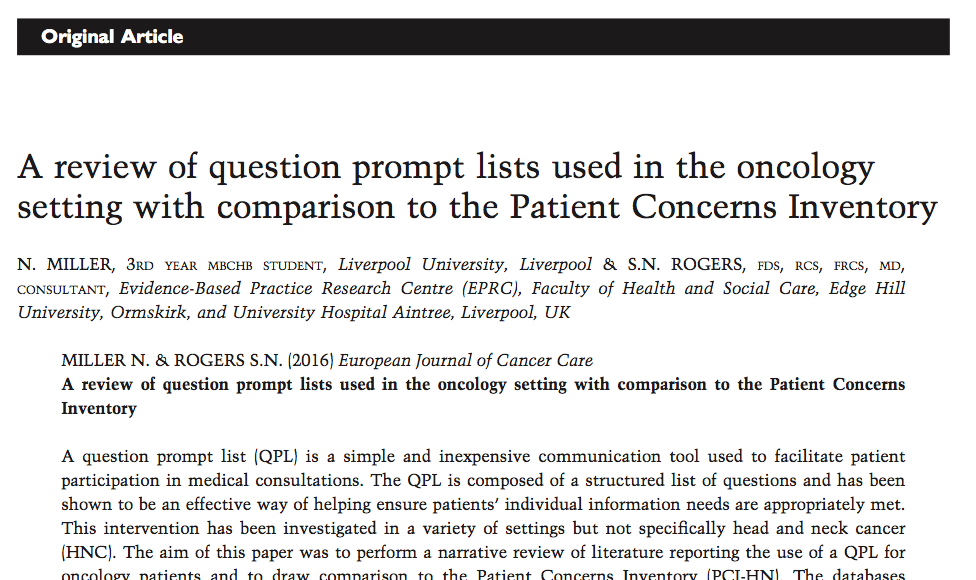 Original Article
A review of question prompt lists used in the oncology
setting with comparison to the Patient Concerns Inventory
N. MILLER, 3RD YEAR MBCHB STUDENT, Liverpool University, Liverpool & S.N. ROGERS, FDS, RCS, FRCS, MD,
CONSULTANT, Evidence-Based Practice Research Centre (EPRC), Faculty of Health and Social Care, Edge Hill
University, Ormskirk, and University Hospital Aintree, Liverpool, UK
MILLER N. & ROGERS S.N. (2016) European Journal of Cancer Care
A review of question prompt lists used in the oncology setting with comparison to the Patient Concerns
Inventory
A question prompt list (QPL) is a simple and inexpensive communication tool used to facilitate patient
participation in medical consultations. The QPL is composed of a structured list of questions and has been
shown to be an effective way of helping ensure patients' individual information needs are appropriately met.
This intervention has been investigated in a variety of settings but not specifically head and neck cancer
(HNC). The aim of this paper was to perform a narrative review of literature reporting the use of a QPL for
oncology patients and to draw comparison to the Patient Concerns Inventory (PCI-HN). The databases